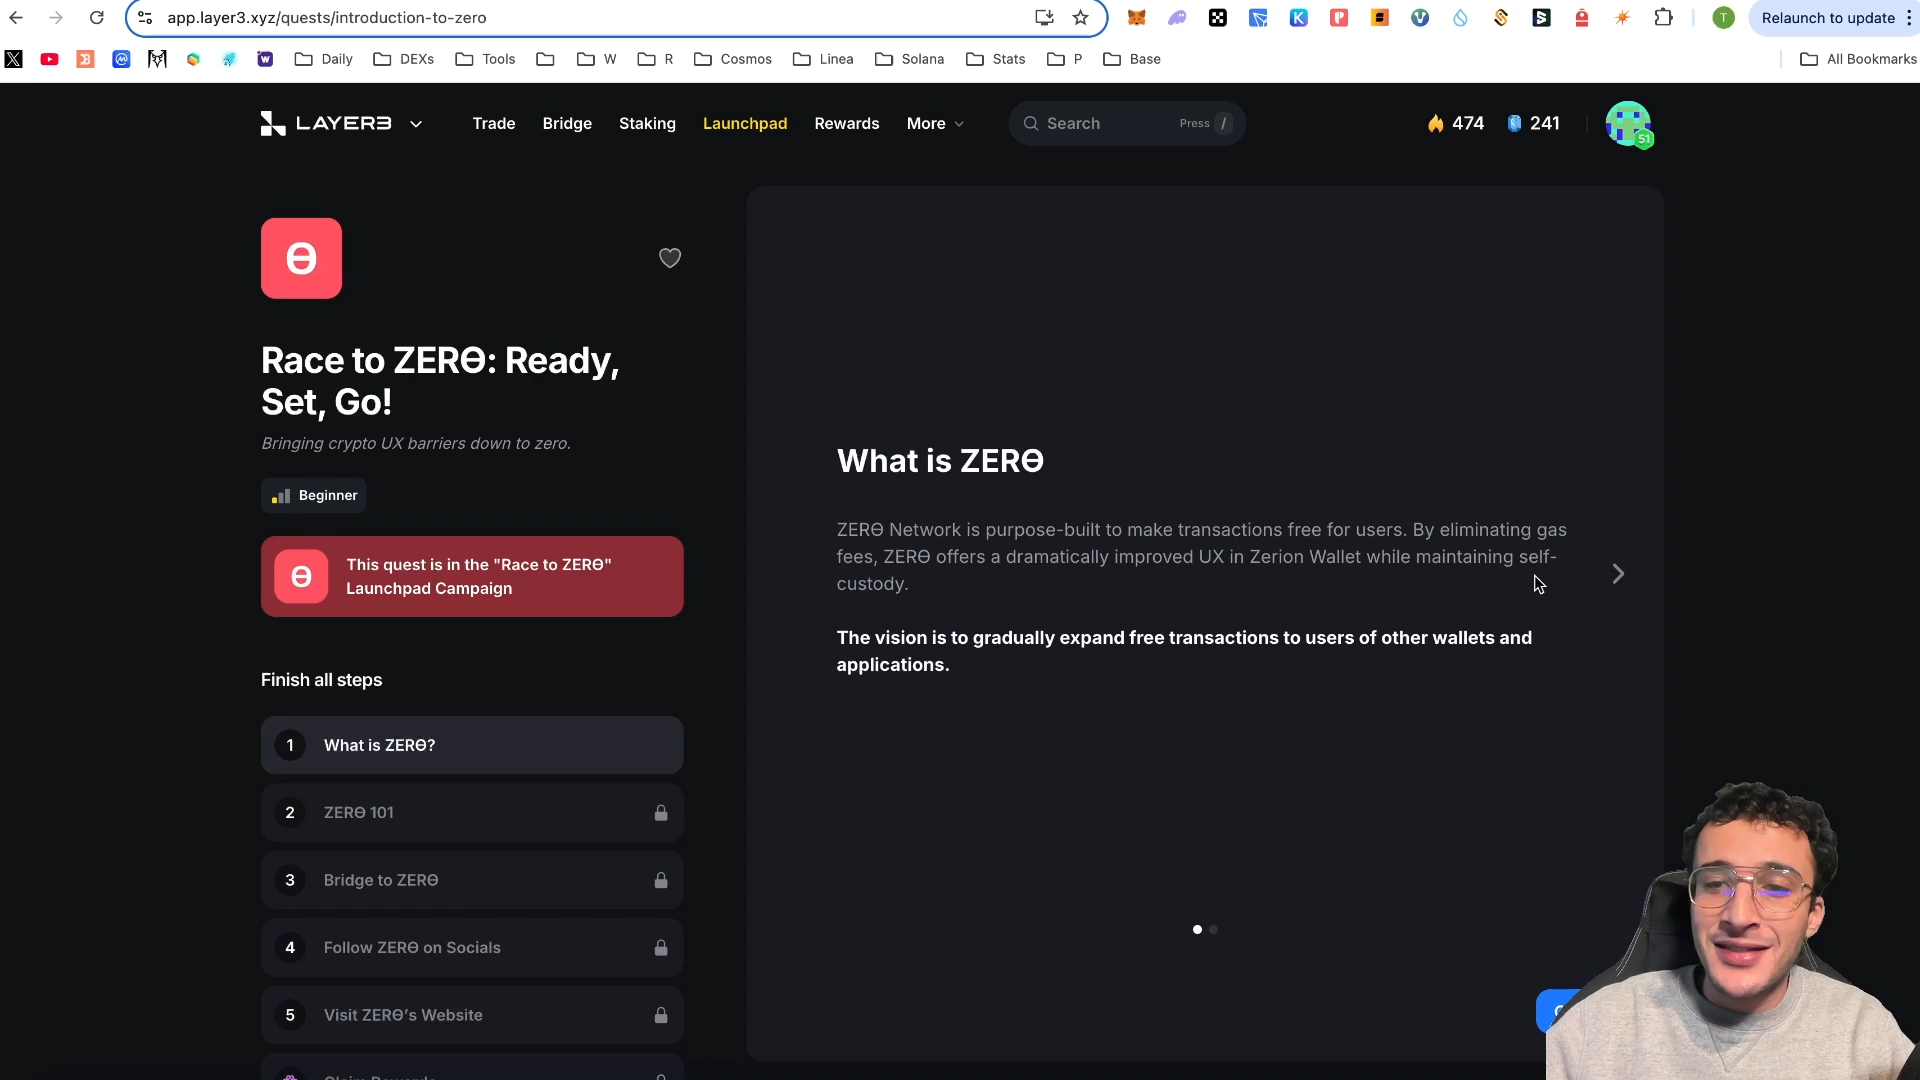 app.layer3.xyz/quests/introduction-to-zero
T
Relaunch to update
Daily
DEXs
Tools
W
R
Cosmos
Linea
Solana
Stats
P
Base
All Bookmarks
LAYER3
Trade
Bridge
Staking
Launchpad
Rewards
More
Search
Press /
474
241
51
Race to ZERϴ: Ready,
Set, Go!
Bringing crypto UX barriers down to zero.
Beginner
This quest is in the "Race to ZERϴ"
Launchpad Campaign
Finish all steps
1 What is ZERϴ?
2 ZERϴ 101
3 Bridge to ZERϴ
4 Follow ZERϴ on Socials
5 Visit ZERϴ's Website
What is ZERϴ
ZERϴ Network is purpose-built to make transactions free for users. By eliminating gas
fees, ZERϴ offers a dramatically improved UX in Zerion Wallet while maintaining self-
custody.
The vision is to gradually expand free transactions to users of other wallets and
applications.